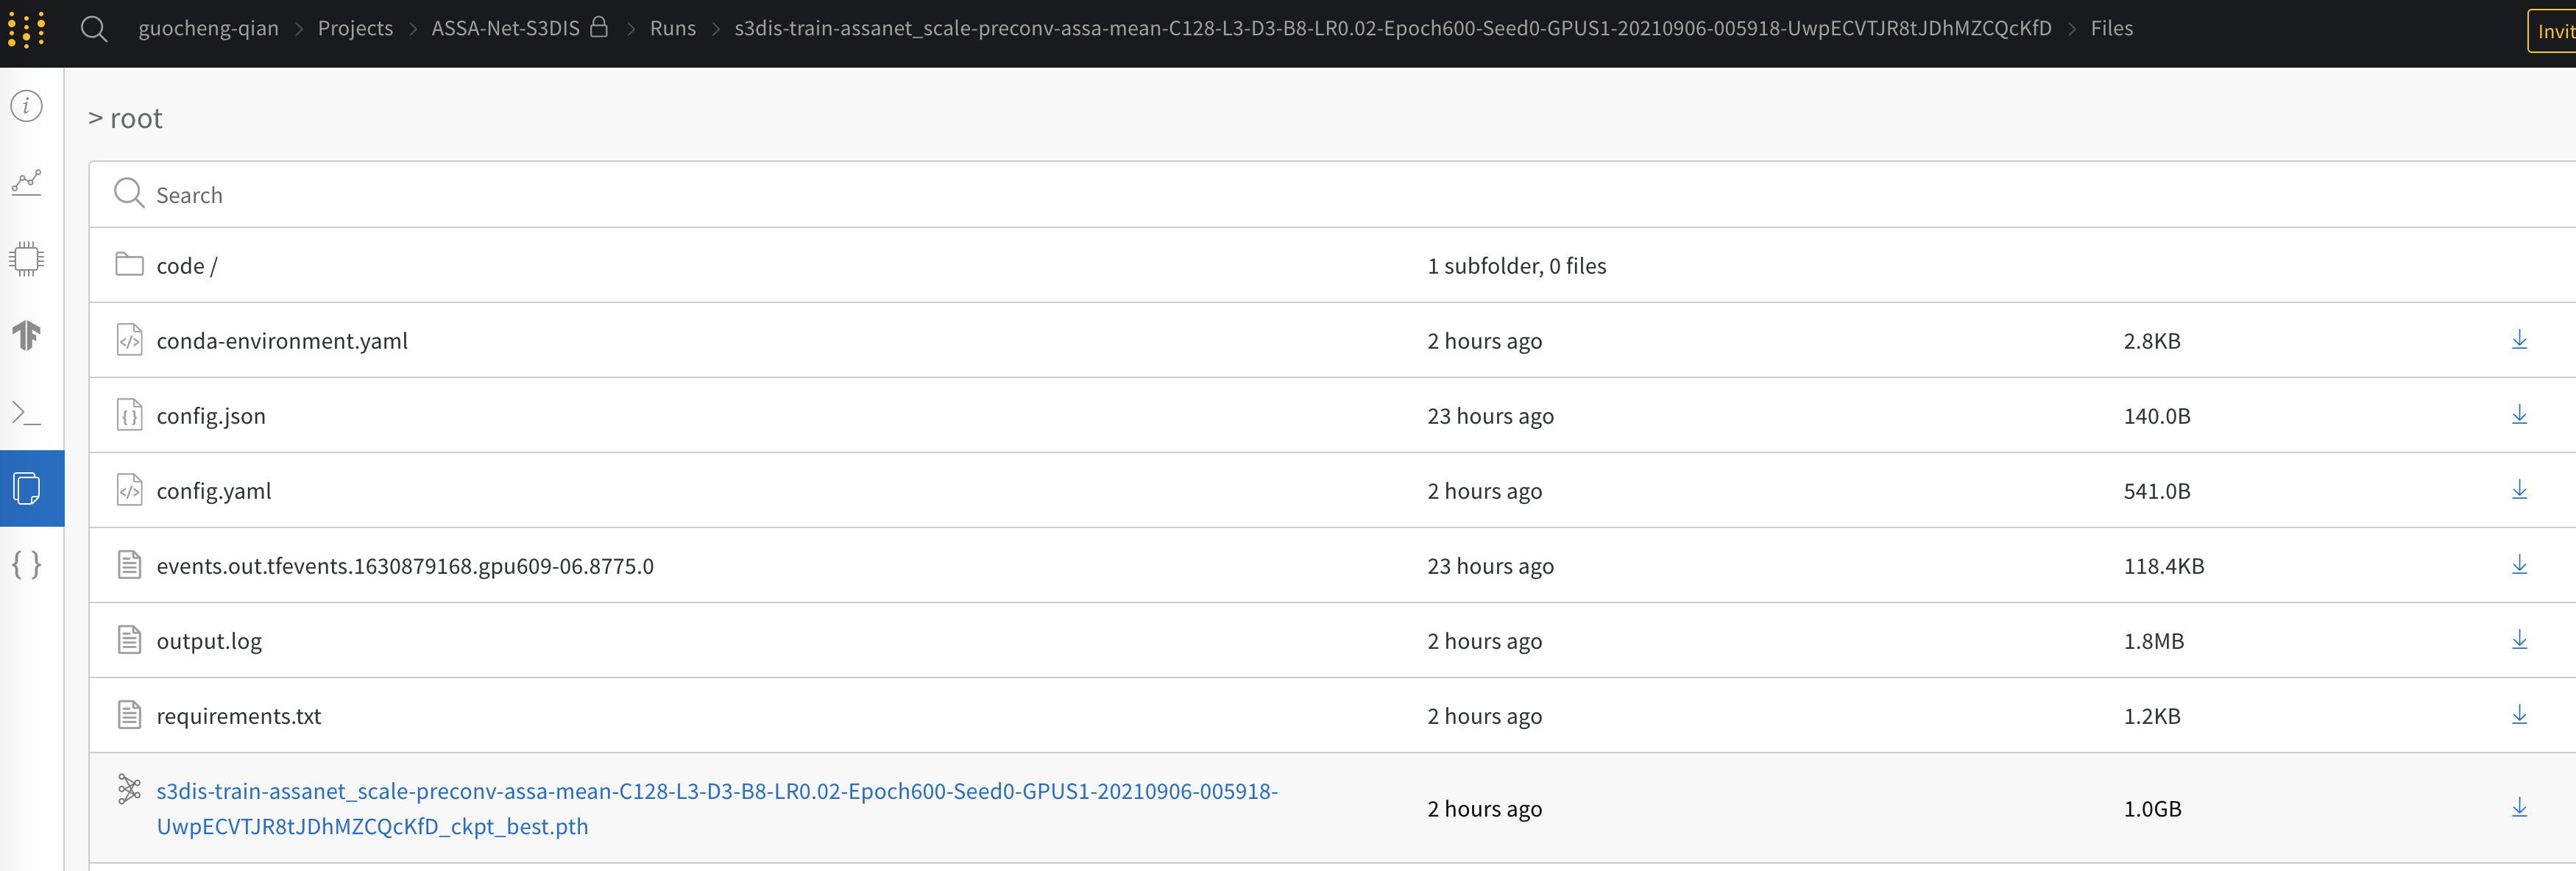 guocheng-qian > Projects > ASSA-Net-S3DIS > Runs > s3dis-train-assanet_scale-preconv-assa-mean-C128-L3-D3-B8-LR0.02-Epoch600-Seed0-GPUS1-20210906-005918-UwpECVTJR8tJDhMZCQcKfD > Files Invit
> root
Search
code / 1 subfolder, 0 files
conda-environment.yaml 2 hours ago 2.8KB
config.json 23 hours ago 140.0B
config.yaml 2 hours ago 541.0B
events.out.tfevents.1630879168.gpu609-06.8775.0 23 hours ago 118.4KB
output.log 2 hours ago 1.8MB
requirements.txt 2 hours ago 1.2KB
s3dis-train-assanet_scale-preconv-assa-mean-C128-L3-D3-B8-LR0.02-Epoch600-Seed0-GPUS1-20210906-005918-
UwpECVTJR8tJDhMZCQcKfD_ckpt_best.pth 2 hours ago 1.0GB